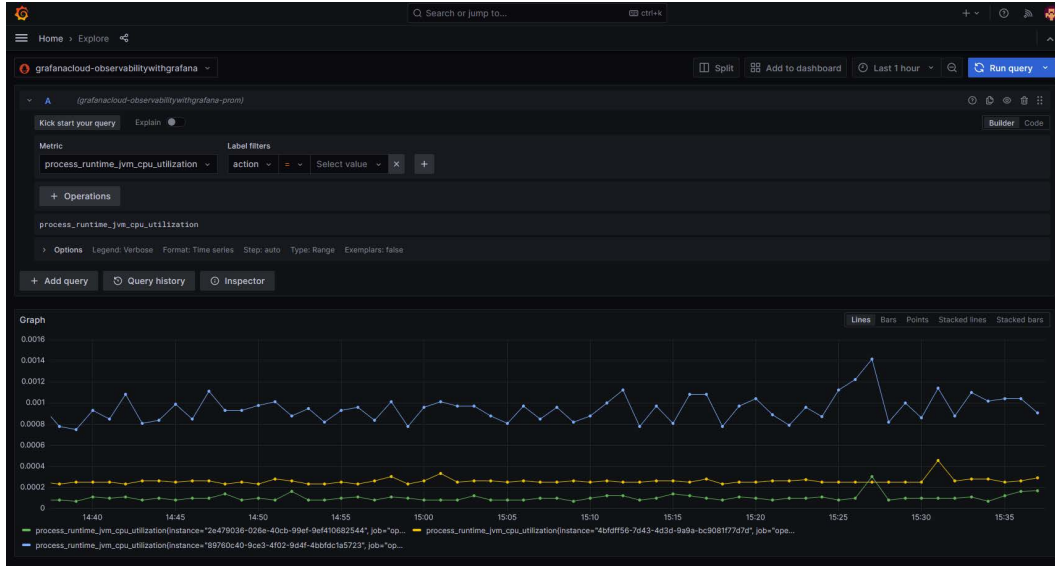 Search or jump to...
ctrl+k
Home › Explore
grafanacloud-observabilitywithgrafana
Split
Add to dashboard
Last 1 hour
Run query
A (grafanacloud-observabilitywithgrafana-prom)
Kick start your query Explain
Builder Code
Metric Label filters
process_runtime_jvm_cpu_utilization action = Select value × +
+ Operations
process_runtime_jvm_cpu_utilization
› Options Legend: Verbose Format: Time series Step: auto Type: Range Exemplars: false
+ Add query Query history Inspector
Graph
Lines Bars Points Stacked lines Stacked bars
0.0016
0.0014
0.0012
0.001
0.0008
0.0006
0.0004
0.0002
0
14:40 14:45 14:50 14:55 15:00 15:05 15:10 15:15 15:20 15:25 15:30 15:35
process_runtime_jvm_cpu_utilization{instance="2e479036-026e-40cb-99ef-9ef410682544", job="op... process_runtime_jvm_cpu_utilization{instance="4bfdff56-7d43-4d3d-9a9a-bc9081f77d7d", job="ope...
process_runtime_jvm_cpu_utilization{instance="89760c40-9ce3-4f02-9d4f-4bbfdc1a5723", job="op...